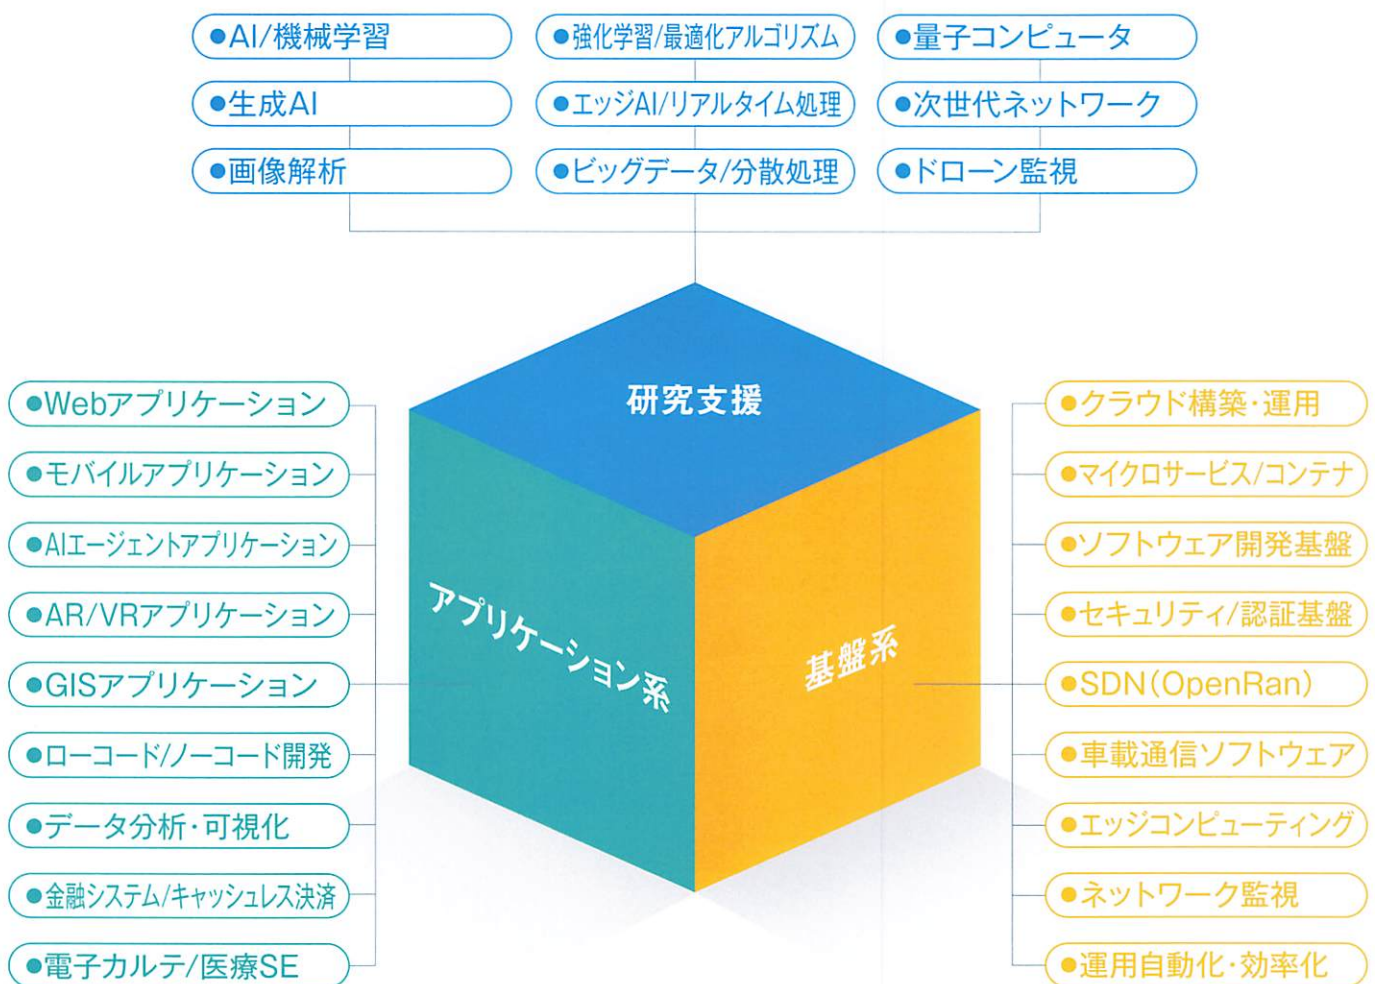 ●AI/機械学習
●強化学習/最適化アルゴリズム
●量子コンピュータ
●生成AI
●エッジAI/リアルタイム処理
●次世代ネットワーク
●画像解析
●ビッグデータ/分散処理
●ドローン監視
研究支援
アプリケーション系
基盤系
●Webアプリケーション
●モバイルアプリケーション
●AIエージェントアプリケーション
●AR/VRアプリケーション
●GISアプリケーション
●ローコード/ノーコード開発
●データ分析・可視化
●金融システム/キャッシュレス決済
●電子カルテ/医療SE
●クラウド構築・運用
●マイクロサービス/コンテナ
●ソフトウェア開発基盤
●セキュリティ/認証基盤
●SDN(OpenRan)
●車載通信ソフトウェア
●エッジコンピューティング
●ネットワーク監視
●運用自動化・効率化